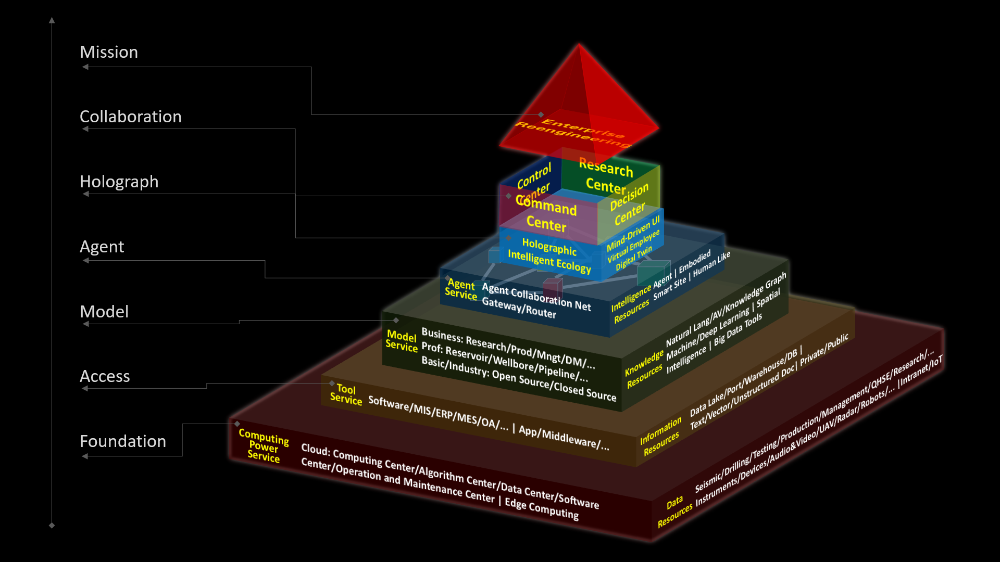 Mission
Collaboration
Holograph
Agent
Model
Access
Foundation
Enterprise
Reengineering
Control
Center
Research
Center
Command
Center
Decision
Center
Holographic
Intelligent Ecology
Mind-Driven UI
Virtual Employee
Digital Twin
Agent
Service
Agent Collaboration Net
Gateway/Router
Intelligence
Resources
Agent | Embodied
Smart Site | Human Like
Model
Service
Business: Research/Prod/Mngt/DM/...
Prof: Reservoir/Wellbore/Pipeline/...
Basic/Industry: Open Source/Closed Source
Knowledge
Resources
Natural Lang/AV/Knowledge Graph
Machine/Deep Learning | Spatial
Intelligence | Big Data Tools
Tool
Service
Software/MIS/ERP/MES/OA/... | App/Middleware/...
Information
Resources
Data Lake/Port/Warehouse/DB |
Text/Vector/Unstructured Doc| Private/Public
Computing
Power
Service
Cloud: Computing Center/Algorithm Center/Data Center/Software
Center/Operation and Maintenance Center | Edge Computing
Data
Resources
Seismic/Drilling/Testing/Production/Management/QHSE/Research/...
Instruments/Devices/Audio&Video/UAV/Radar/Robots/... |Intranet/IoT